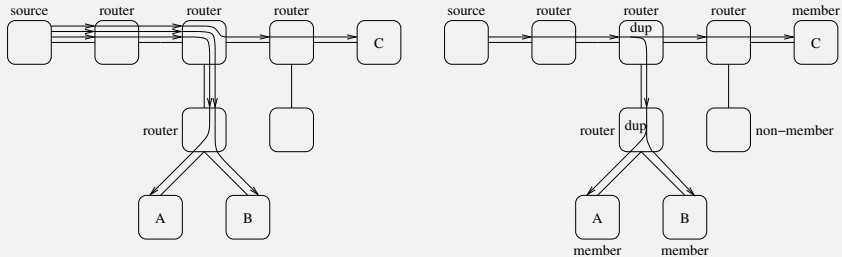 source router router router
C
router
A B
source router router router member
dup
C
router dup non−member
A B
member member